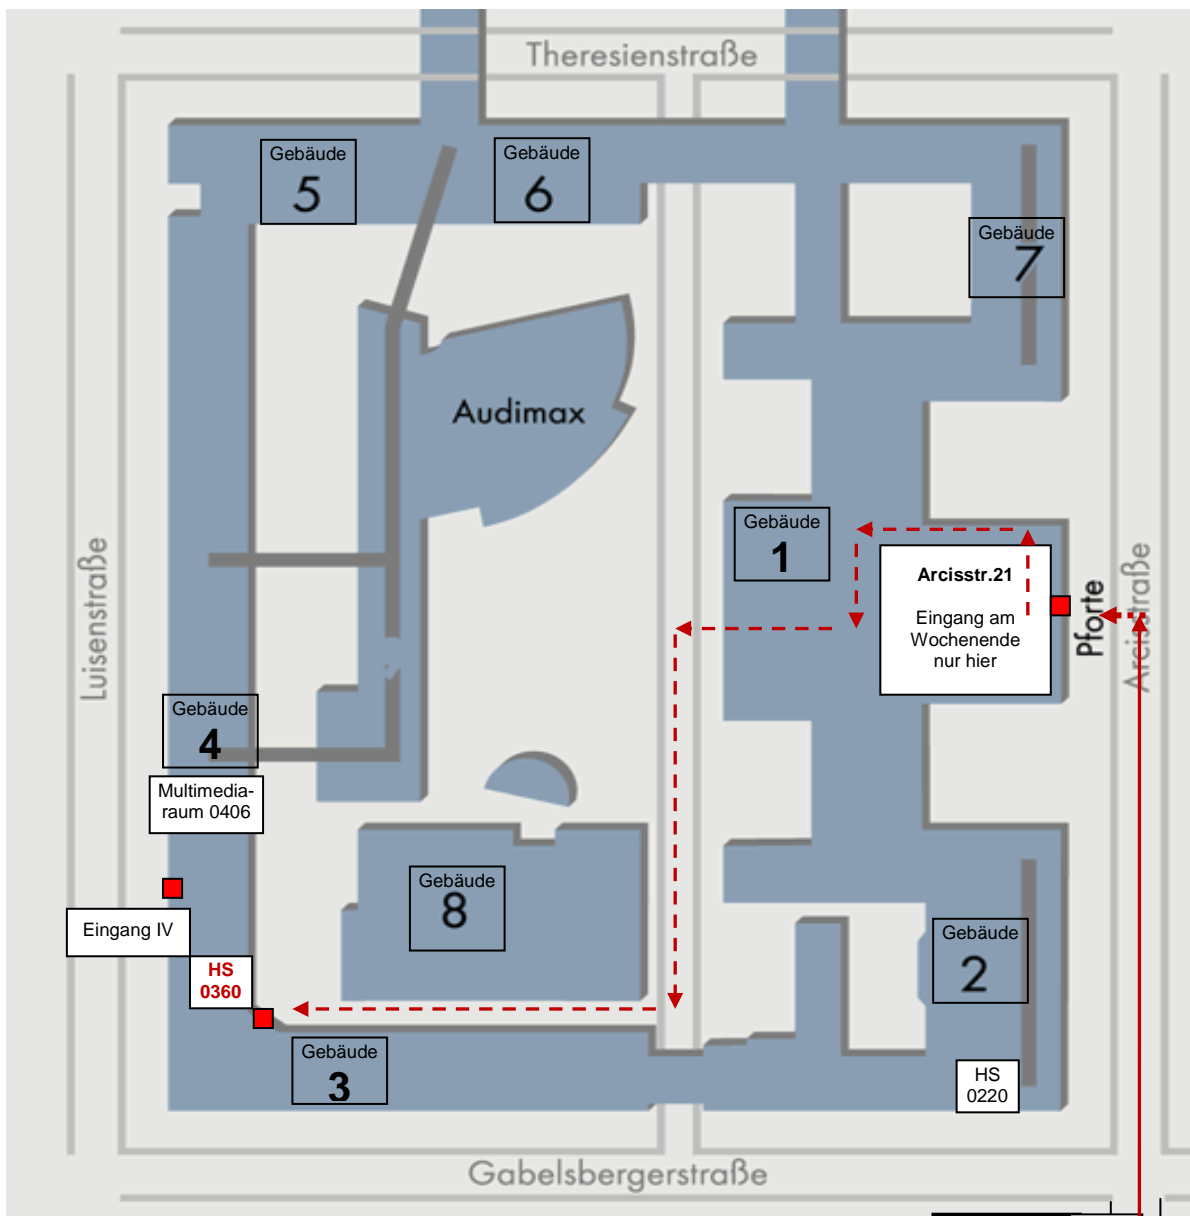 Theresienstraße
Gebäude
5
Gebäude
6
Gebäude
7
Audimax
Gebäude
1
Arcisstr.21
Eingang am
Wochenende
nur hier
Pforte
Arcisstraße
Luisenstraße
Gebäude
4
Multimedia-
raum 0406
Gebäude
8
Eingang IV
HS
0360
Gebäude
2
Gebäude
3
HS
0220
Gabelsbergerstraße